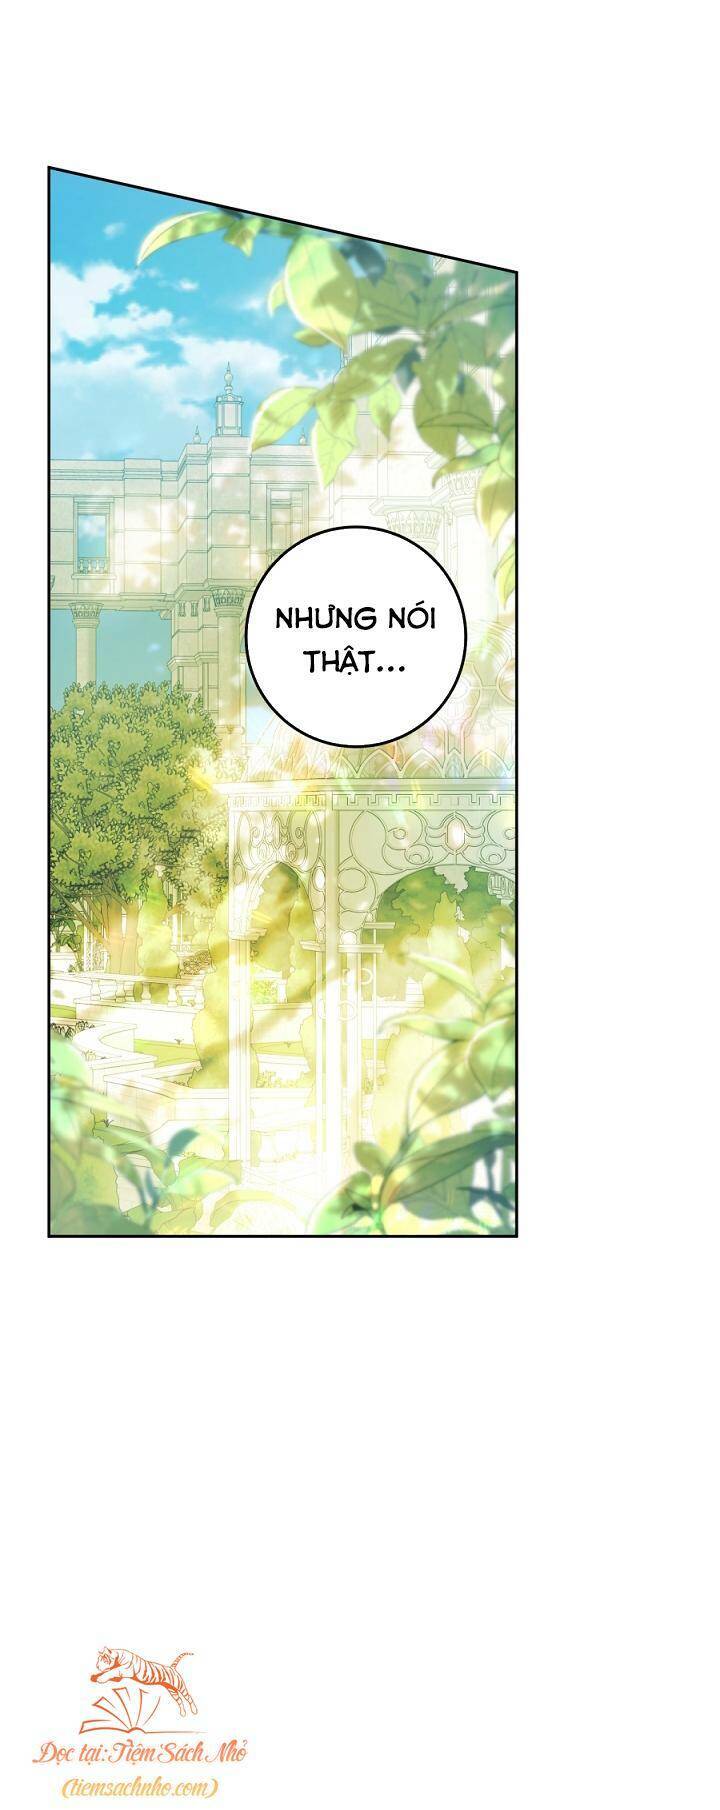 NHƯNG NÓI
THẬT...
Đọc tại: Tiệm Sách Nhỏ
(tiemsachnho.com)